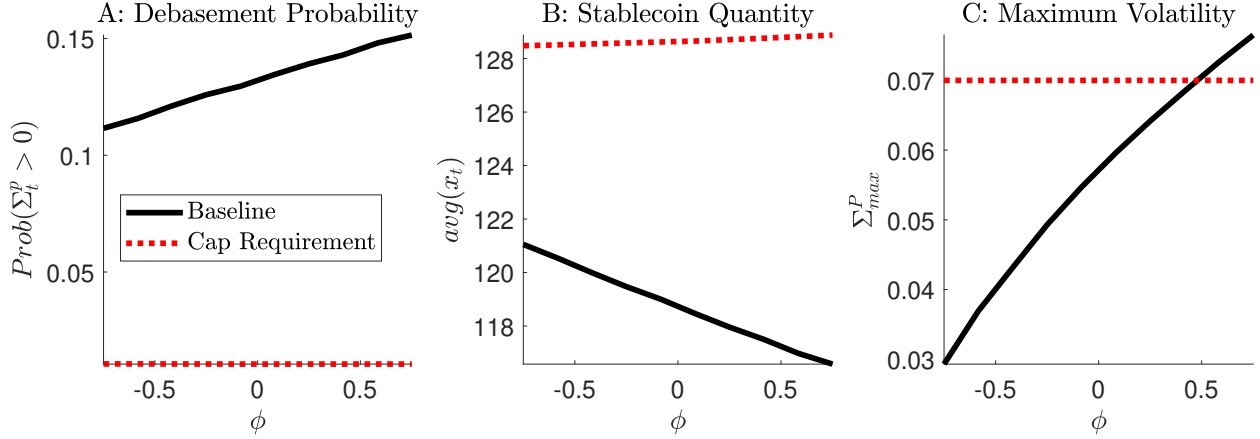 A: Debasement Probability
0.15
0.1
0.05
-0.5 0 0.5
ϕ
Prob(Σ_t^p > 0)
Baseline
Cap Requirement
B: Stablecoin Quantity
128
126
124
122
120
118
-0.5 0 0.5
ϕ
avg(x_t)
C: Maximum Volatility
0.07
0.06
0.05
0.04
0.03
-0.5 0 0.5
ϕ
Σ_max^P